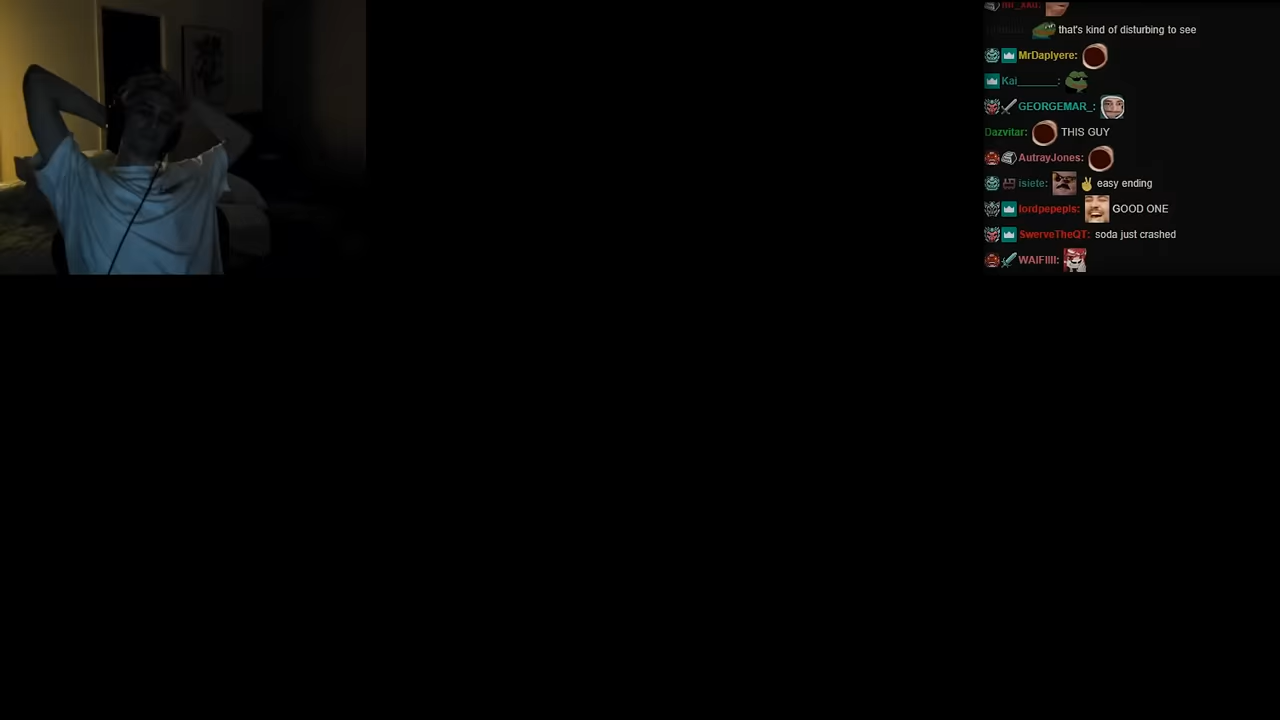 that's kind of disturbing to see
MrDaplyere:
Kai_______:
GEORGEMAR_:
Dazvitar: THIS GUY
AutrayJones:
isiete: easy ending
lordpepepls: GOOD ONE
SwerveTheQT: soda just crashed
WAIFIIII: